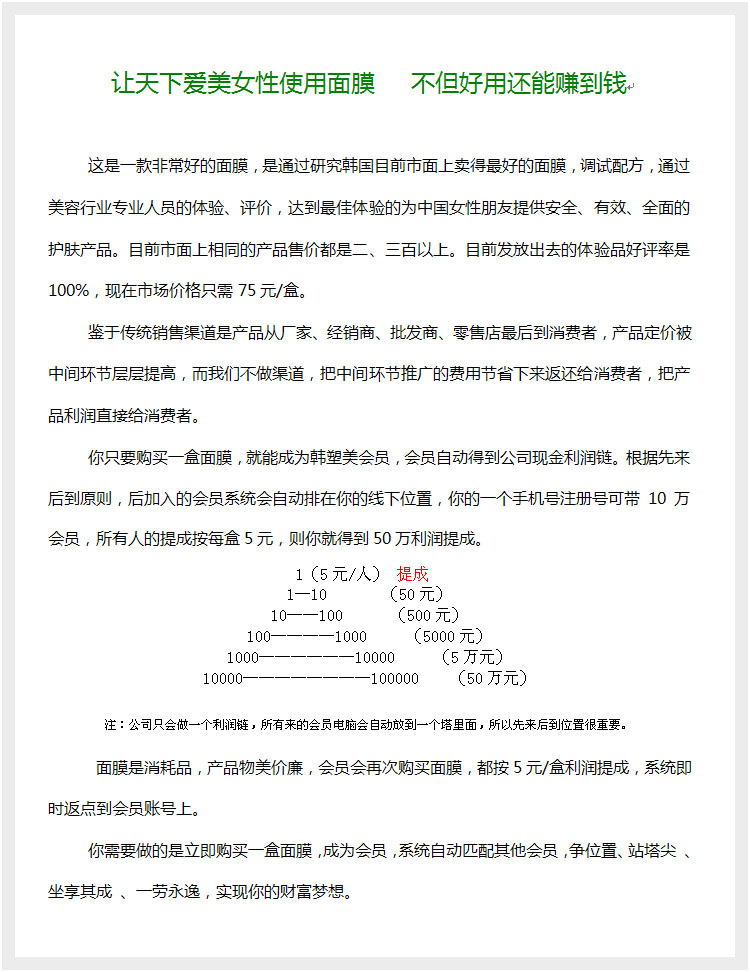 让天下爱美女性使用面膜 不但好用还能赚到钱
这是一款非常好的面膜，是通过研究韩国目前市面上卖得最好的面膜，调试配方，通过
美容行业专业人员的体验、评价，达到最佳体验的为中国女性朋友提供安全、有效、全面的
护肤产品。目前市面上相同的产品售价都是二、三百以上。目前发放出去的体验品好评率是
100%，现在市场价格只需 75 元/盒。
鉴于传统销售渠道是产品从厂家、经销商、批发商、零售店最后到消费者，产品定价被
中间环节层层提高，而我们不做渠道，把中间环节推广的费用节省下来返还给消费者，把产
品利润直接给消费者。
你只要购买一盒面膜，就能成为韩塑美会员，会员自动得到公司现金利润链。根据先来
后到原则，后加入的会员系统会自动排在你的线下位置，你的一个手机号注册号可带 10 万
会员，所有人的提成按每盒 5 元，则你就得到 50 万利润提成。
1（5 元/人） 提成
1—10 （50 元）
10——100 （500 元）
100————1000 （5000 元）
1000——————10000 （5 万元）
10000————————100000 （50 万元）
注：公司只会做一个利润链，所有来的会员电脑会自动放到一个塔里面，所以先来后到位置很重要。
面膜是消耗品，产品物美价廉，会员会再次购买面膜，都按 5 元/盒利润提成，系统即
时返点到会员账号上。
你需要做的是立即购买一盒面膜，成为会员，系统自动匹配其他会员，争位置、站塔尖 、
坐享其成 、一劳永逸，实现你的财富梦想。